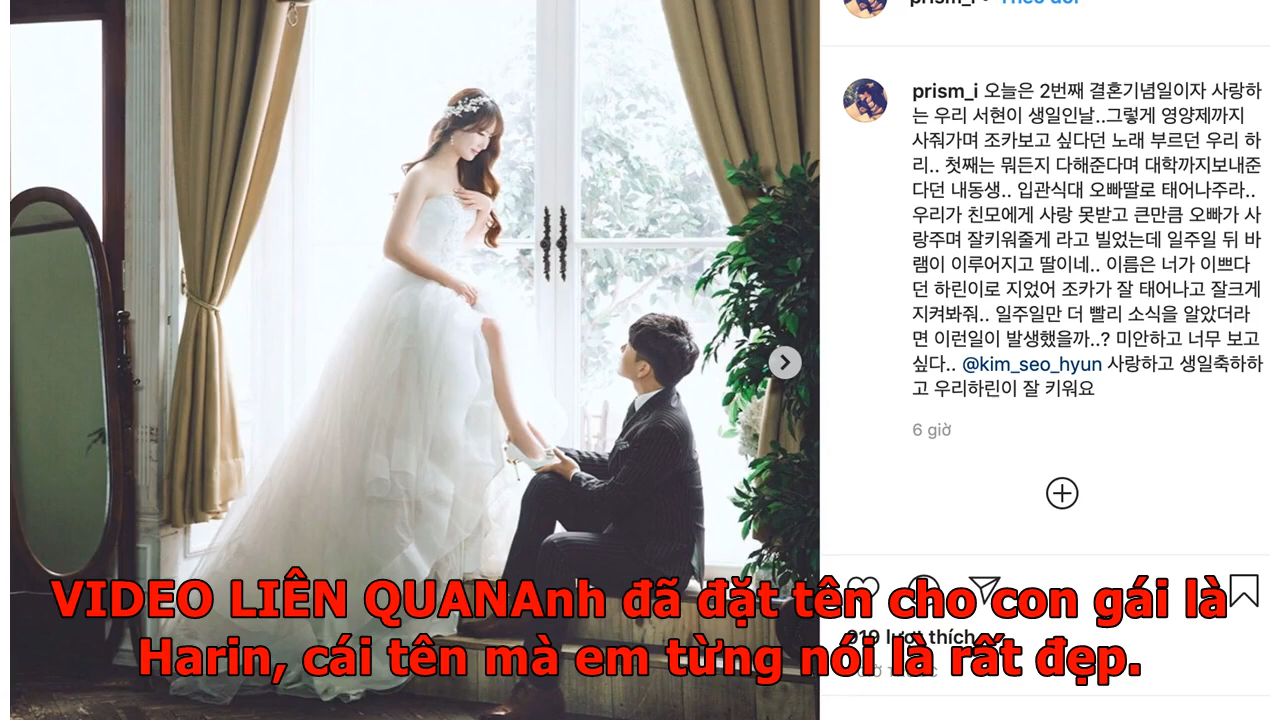 prism_i • Theo dõi
prism_i 오늘은 2번째 결혼기념일이자 사랑하
는 우리 서현이 생일인날..그렇게 영양제까지
사줘가며 조카보고 싶다던 노래 부르던 우리 하
리.. 첫째는 뭐든지 다해준다며 대학까지보내준
다던 내동생.. 입관식대 오빠딸로 태어나주라..
우리가 친모에게 사랑 못받고 큰만큼 오빠가 사
랑주며 잘키워줄게 라고 빌었는데 일주일 뒤 바
램이 이루어지고 딸이네.. 이름은 너가 이쁘다
던 하린이로 지었어 조카가 잘 태어나고 잘크게
지켜봐줘.. 일주일만 더 빨리 소식을 알았더라
면 이런일이 발생했을까..? 미안하고 너무 보고
싶다.. @kim_seo_hyun 사랑하고 생일축하하
고 우리하린이 잘 키워요
6 giờ
VIDEO LIÊN QUANAnh đã đặt tên cho con gái là
919 lượt thích
Harin, cái tên mà em từng nói là rất đẹp.